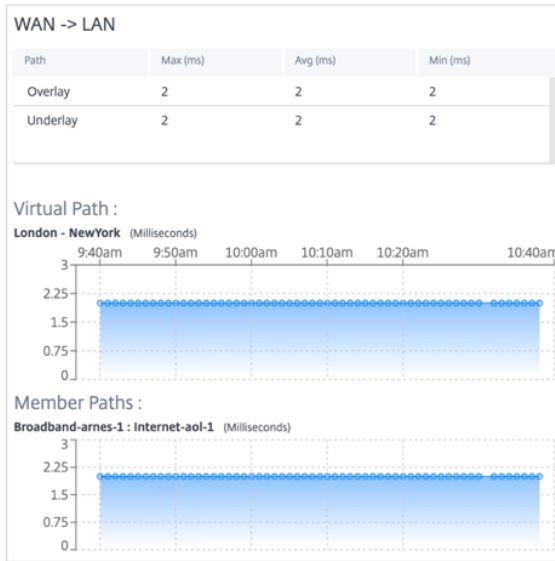 WAN -> LAN
Path Max (ms) Avg (ms) Min (ms)
Overlay 2 2 2
Underlay 2 2 2
Virtual Path :
London - NewYork (Milliseconds)
9:40am 9:50am 10:00am 10:10am 10:20am 10:40am
3
2.25
1.5
0.75
0
Member Paths :
Broadband-arnes-1 : Internet-aol-1 (Milliseconds)
3
2.25
1.5
0.75
0